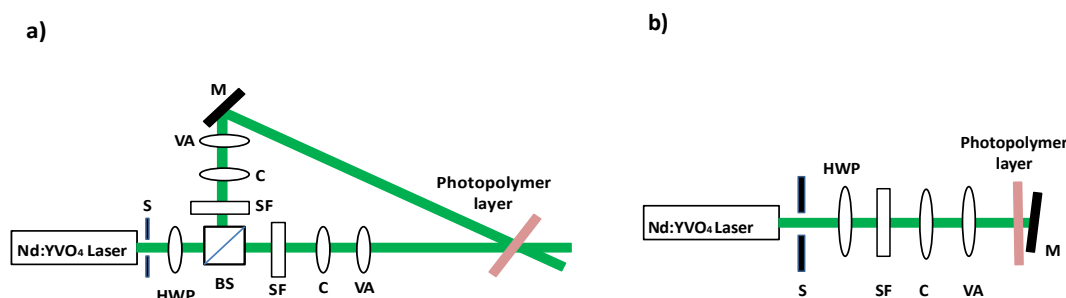 a)
M
VA
C
SF
S
Nd:YVO₄ Laser
HWP
BS
SF
C
VA
Photopolymer
layer
b)
Nd:YVO₄ Laser
S
HWP
SF
C
VA
Photopolymer
layer
M